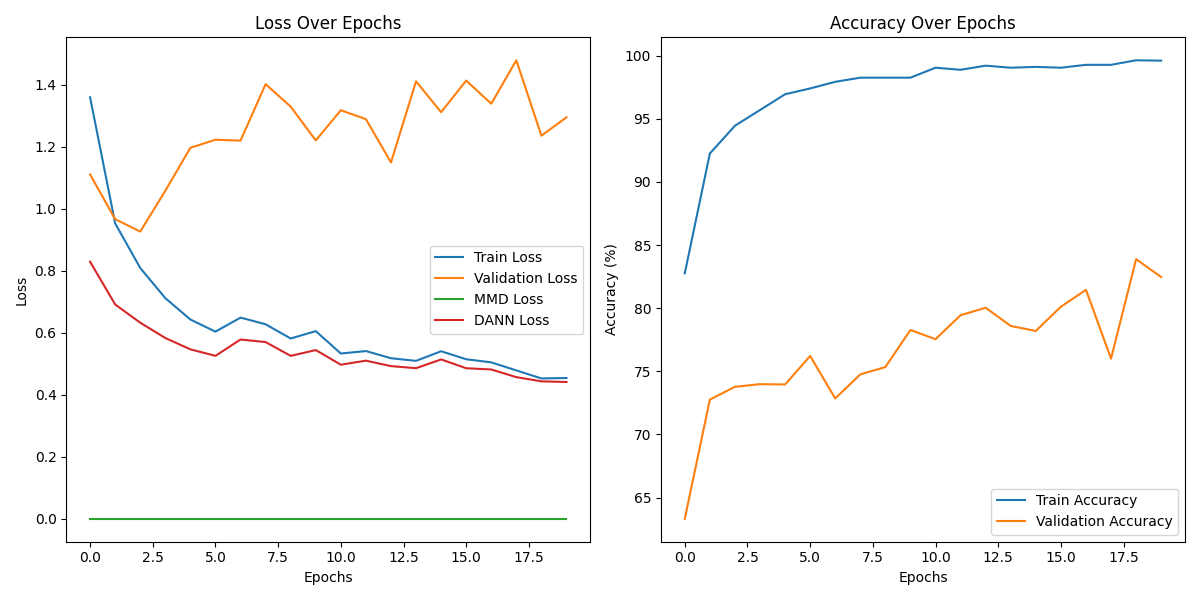 Loss Over Epochs
Loss
1.4
1.2
1.0
0.8
0.6
0.4
0.2
0.0
Train Loss
Validation Loss
MMD Loss
DANN Loss
0.0 2.5 5.0 7.5 10.0 12.5 15.0 17.5
Epochs
Accuracy Over Epochs
Accuracy (%)
100
95
90
85
80
75
70
65
Train Accuracy
Validation Accuracy
0.0 2.5 5.0 7.5 10.0 12.5 15.0 17.5
Epochs